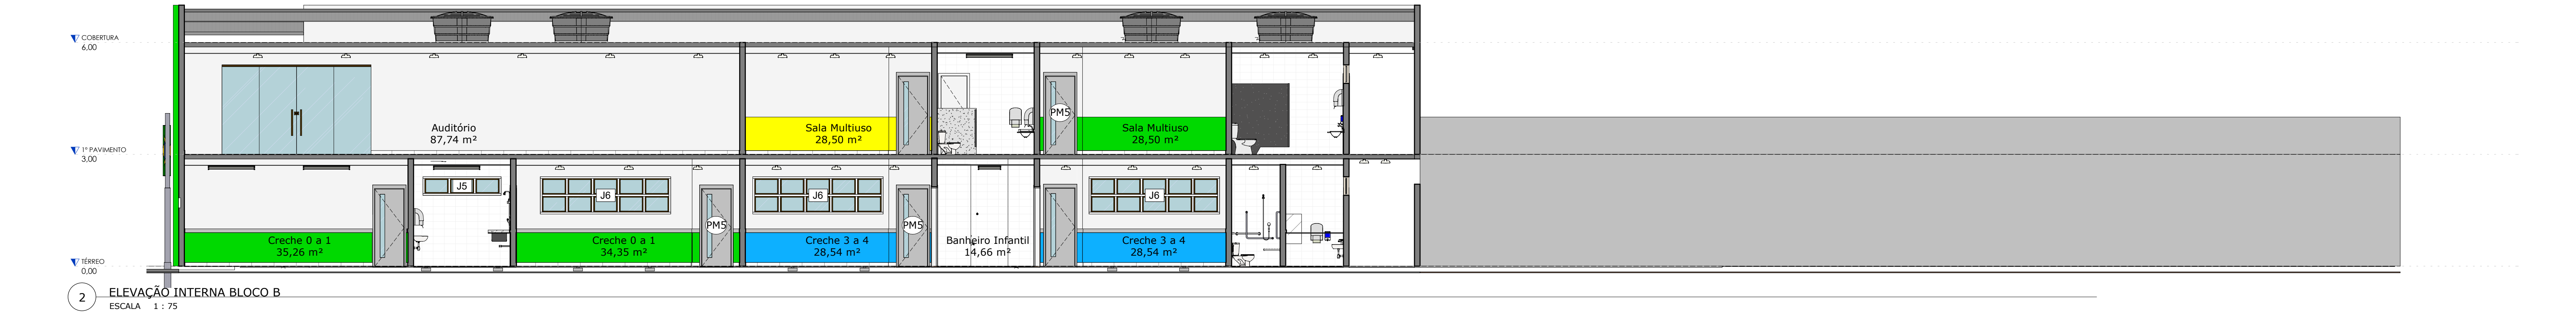 COBERTURA
6,00
Auditório
87,74 m²
Sala Multiuso
28,50 m²
PM5
Sala Multiuso
28,50 m²
1° PAVIMENTO
3,00
J5
J6
J6
J6
PM5
PM5
Creche 0 a 1
35,26 m²
Creche 0 a 1
34,35 m²
Creche 3 a 4
28,54 m²
Banheiro Infantil
14,66 m²
Creche 3 a 4
28,54 m²
TÉRREO
0,00
2
ELEVAÇÃO INTERNA BLOCO B
ESCALA 1 : 75